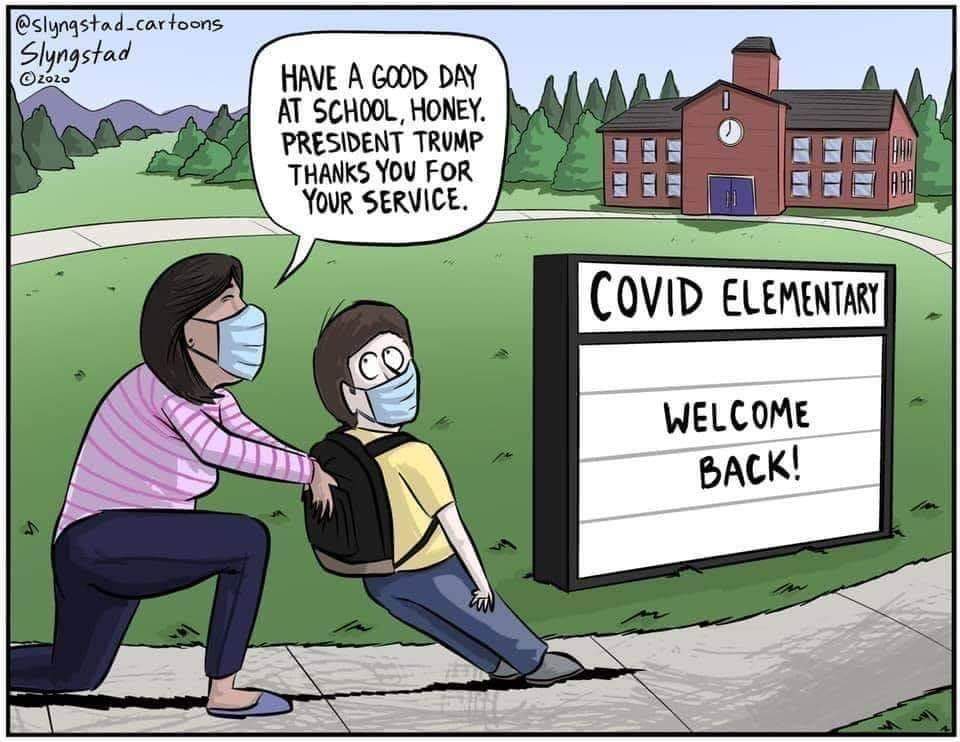 @slyngstad_cartoons
Slyngstad
©2020
HAVE A GOOD DAY
AT SCHOOL, HONEY.
PRESIDENT TRUMP
THANKS YOU FOR
YOUR SERVICE.
COVID ELEMENTARY
WELCOME
BACK!